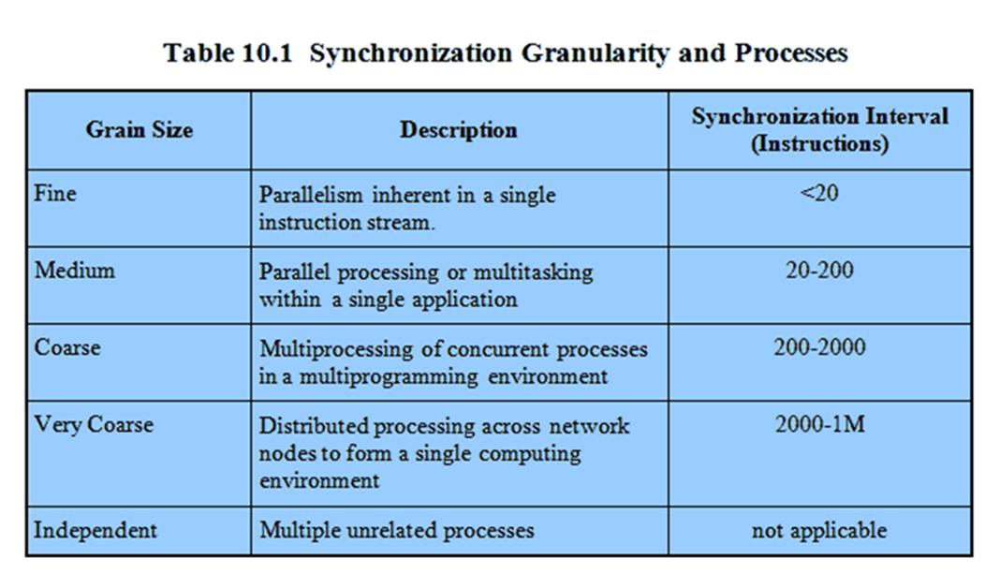 Table 10.1 Synchronization Granularity and Processes
Grain Size
Description
Synchronization Interval
(Instructions)
Fine
Parallelism inherent in a single
instruction stream.
<20
Medium
Parallel processing or multitasking
within a single application
20-200
Coarse
Multiprocessing of concurrent processes
in a multiprogramming environment
200-2000
Very Coarse
Distributed processing across network
nodes to form a single computing
environment
2000-1M
Independent
Multiple unrelated processes
not applicable